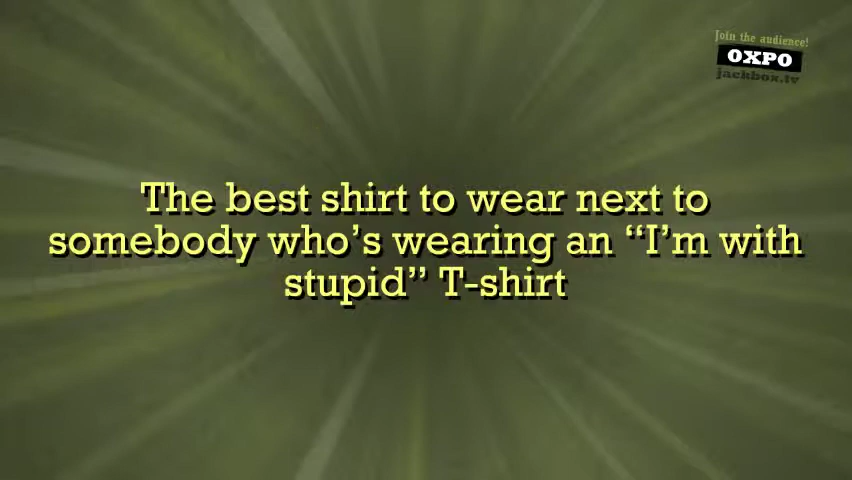 Join the audience!
OXPO
jackbox.tv
The best shirt to wear next to
somebody who's wearing an “I'm with
stupid” T-shirt